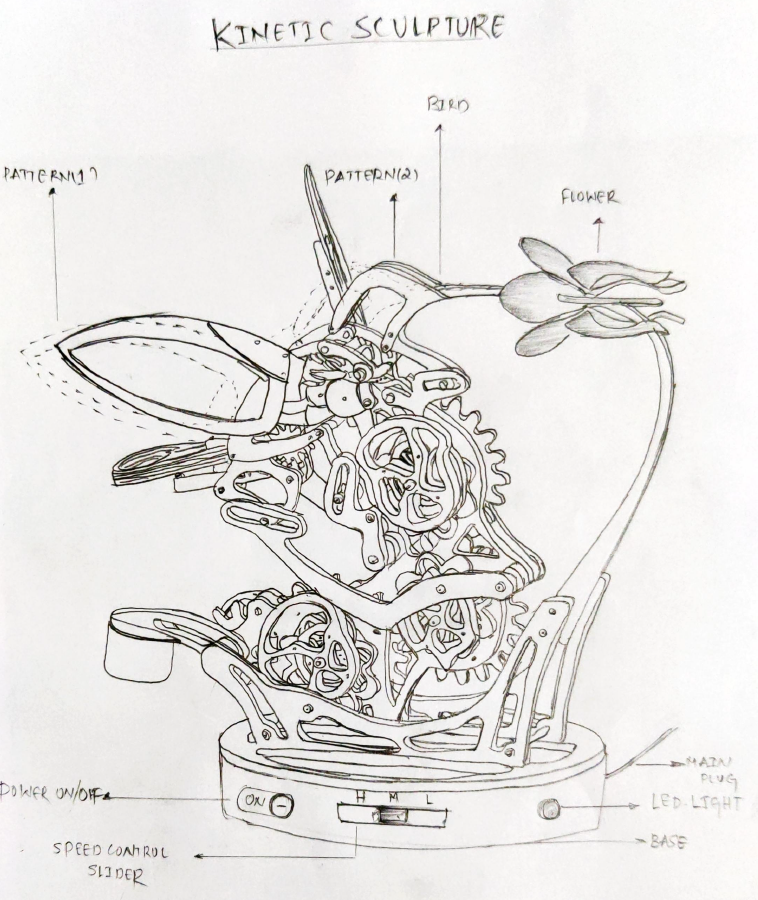 KINETIC SCULPTURE
BIRD
PATTERN(1)
PATTERN(2)
FLOWER
MAIN
PLUG
POWER ON/OFF
ON
H M L
LED-LIGHT
BASE
SPEED CONTROL
SLIDER